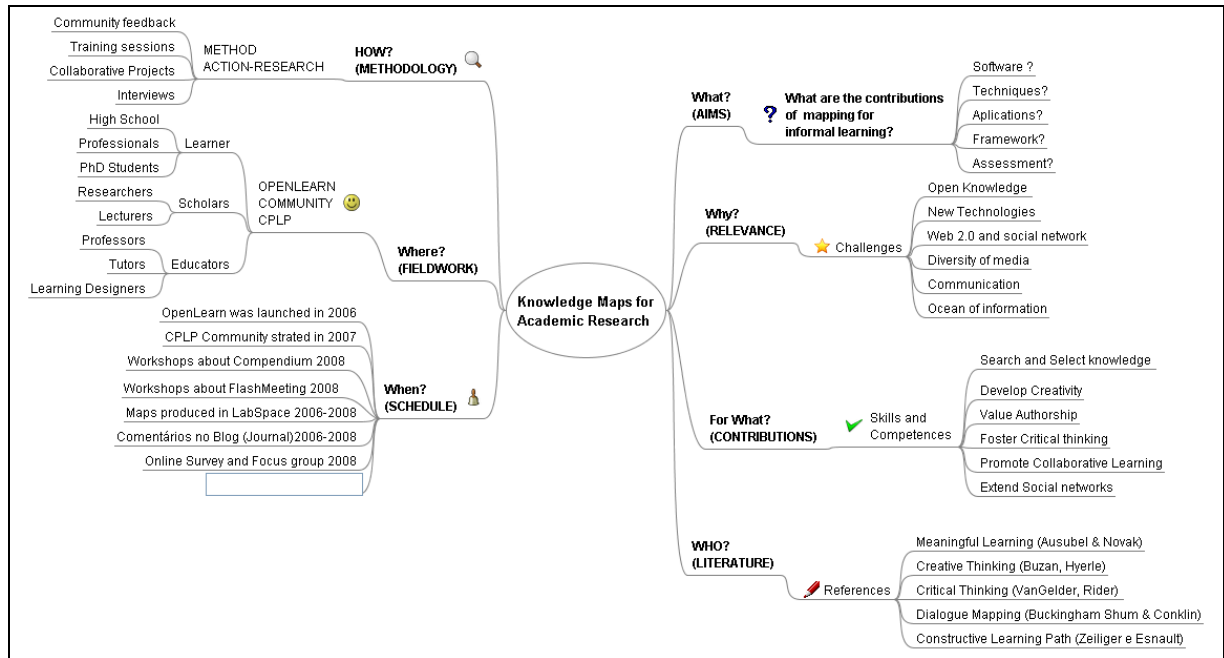 Knowledge Maps for
Academic Research
HOW?
(METHODOLOGY)
METHOD
ACTION-RESEARCH
Community feedback
Training sessions
Collaborative Projects
Interviews
Where?
(FIELDWORK)
OPENLEARN
COMMUNITY
CPLP
Learner
High School
Professionals
PhD Students
Scholars
Researchers
Lecturers
Educators
Professors
Tutors
Learning Designers
When?
(SCHEDULE)
OpenLearn was launched in 2006
CPLP Community strated in 2007
Workshops about Compendium 2008
Workshops about FlashMeeting 2008
Maps produced in LabSpace 2006-2008
Comentários no Blog (Journal)2006-2008
Online Survey and Focus group 2008
What?
(AIMS)
? What are the contributions
of mapping for
informal learning?
Software ?
Techniques?
Aplications?
Framework?
Assessment?
Why?
(RELEVANCE)
Challenges
Open Knowledge
New Technologies
Web 2.0 and social network
Diversity of media
Communication
Ocean of information
For What?
(CONTRIBUTIONS)
Skills and
Competences
Search and Select knowledge
Develop Creativity
Value Authorship
Foster Critical thinking
Promote Collaborative Learning
Extend Social networks
WHO?
(LITERATURE)
References
Meaningful Learning (Ausubel & Novak)
Creative Thinking (Buzan, Hyerle)
Critical Thinking (VanGelder, Rider)
Dialogue Mapping (Buckingham Shum & Conklin)
Constructive Learning Path (Zeiliger e Esnault)